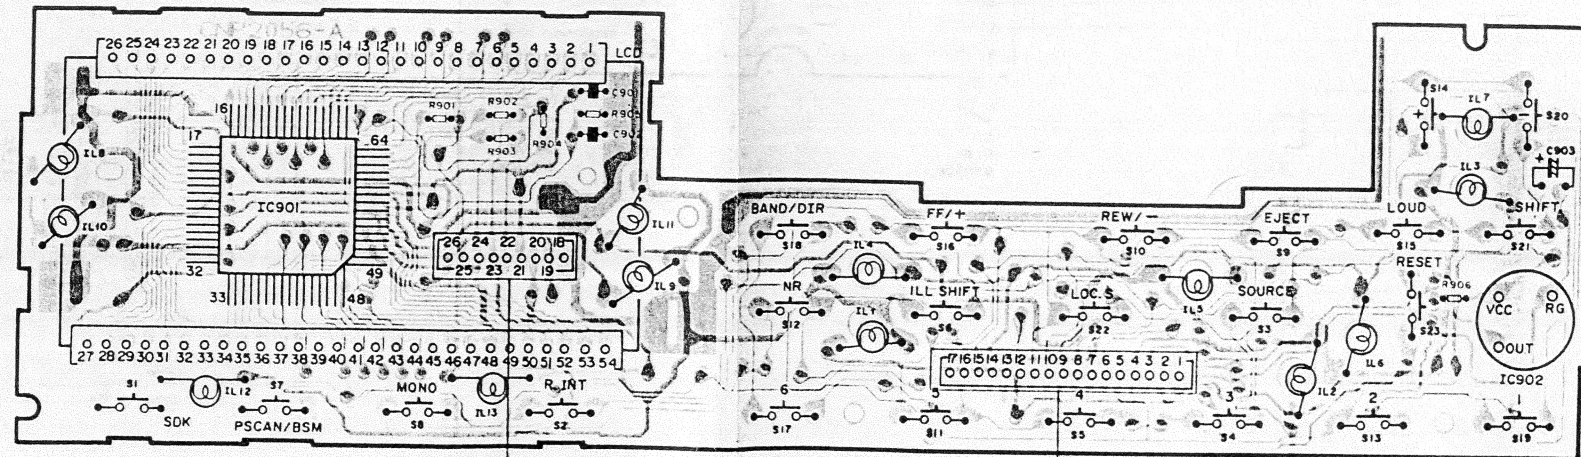 CNP2056-A
26 25 24 23 22 21 20 19 18 17 16 15 14 13 12 11 10 9 8 7 6 5 4 3 2 1 LCD
S14 IL7 S20
+ −
16 R901 R902 C901 R905
17 64 R903 R904 C902
IL8 IL3 C903 +
IC901
IL10 IL11 BAND/DIR FF/+ REW/− EJECT LOUD SHIFT
S18 IL4 S16 S10 S9 S15 S21
26 24 22 20 18
25 23 21 19
32 49 IL9 RESET
33 48 NR ILL SHIFT LOC.S IL5 SOURCE R906
S12 S6 S22 S3 S23 VCC RG
IL1 IL6 OUT
27 28 29 30 31 32 33 34 35 36 37 38 39 40 41 42 43 44 45 46 47 48 49 50 51 52 53 54
17 16 15 14 13 12 11 10 9 8 7 6 5 4 3 2 1
IC902
S1 IL12 S7 MONO IL13 R.INT 6 5 4 3 IL2 2 1
SDK PSCAN/BSM S8 S2 S17 S11 S5 S4 S13 S19